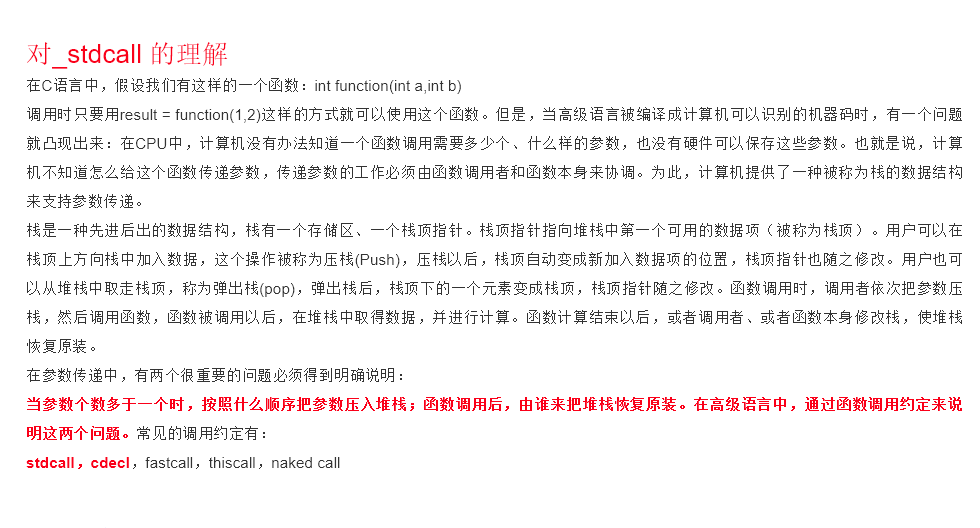 对_stdcall 的理解
在C语言中，假设我们有这样的一个函数：int function(int a,int b)
调用时只要用result = function(1,2)这样的方式就可以使用这个函数。但是，当高级语言被编译成计算机可以识别的机器码时，有一个问题
就凸现出来：在CPU中，计算机没有办法知道一个函数调用需要多少个、什么样的参数，也没有硬件可以保存这些参数。也就是说，计算
机不知道怎么给这个函数传递参数，传递参数的工作必须由函数调用者和函数本身来协调。为此，计算机提供了一种被称为栈的数据结构
来支持参数传递。
栈是一种先进后出的数据结构，栈有一个存储区、一个栈顶指针。栈顶指针指向堆栈中第一个可用的数据项（被称为栈顶）。用户可以在
栈顶上方向栈中加入数据，这个操作被称为压栈(Push)，压栈以后，栈顶自动变成新加入数据项的位置，栈顶指针也随之修改。用户也可
以从堆栈中取走栈顶，称为弹出栈(pop)，弹出栈后，栈顶下的一个元素变成栈顶，栈顶指针随之修改。函数调用时，调用者依次把参数压
栈，然后调用函数，函数被调用以后，在堆栈中取得数据，并进行计算。函数计算结束以后，或者调用者、或者函数本身修改栈，使堆栈
恢复原装。
在参数传递中，有两个很重要的问题必须得到明确说明：
当参数个数多于一个时，按照什么顺序把参数压入堆栈；函数调用后，由谁来把堆栈恢复原装。在高级语言中，通过函数调用约定来说
明这两个问题。常见的调用约定有：
stdcall，cdecl，fastcall，thiscall，naked call